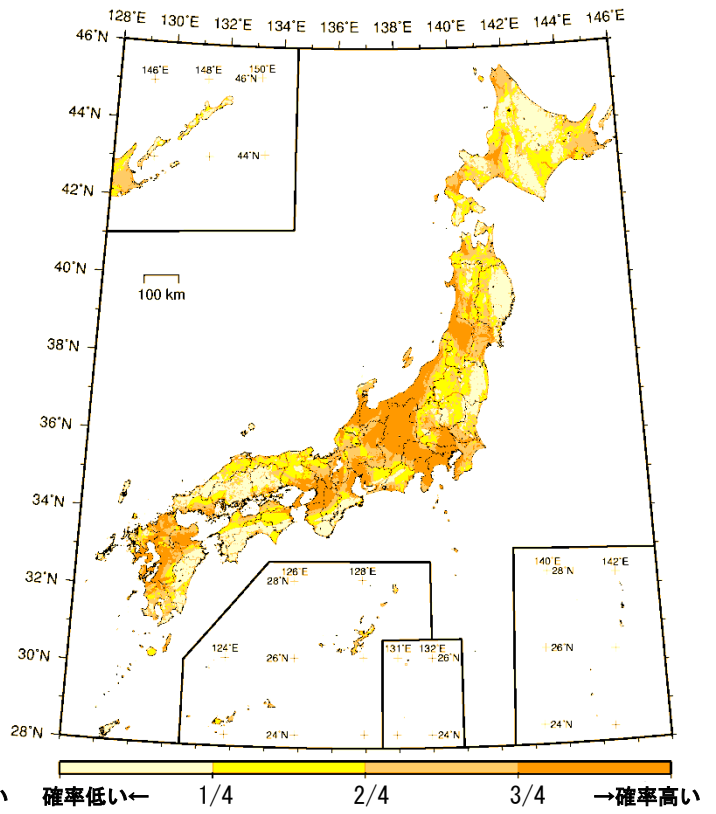 128°E 130°E 132°E 134°E 136°E 138°E 140°E 142°E 144°E 146°E
46°N
146°E 148°E 150°E
46°N
44°N
44°N
42°N
40°N
100 km
38°N
36°N
34°N
32°N
126°E 128°E
28°N
140°E 142°E
28°N
30°N
124°E
26°N
131°E 132°E
26°N
26°N
28°N
24°N
24°N
24°N
い 確率低い← 1/4 2/4 3/4 →確率高い